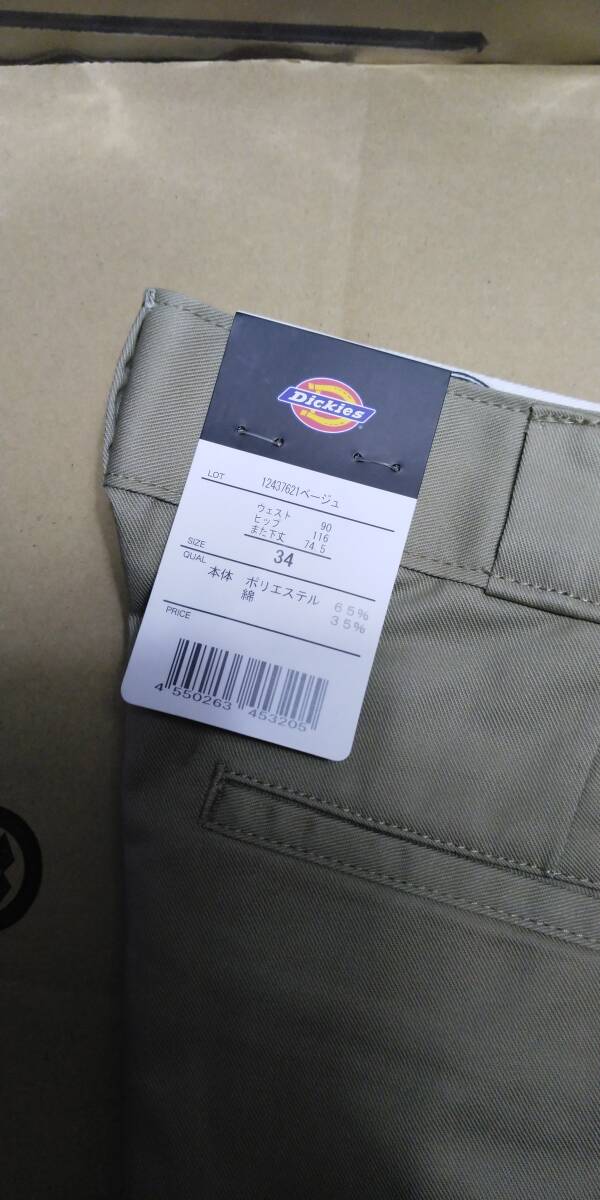 Dickies
LOT 12437621ベージュ
ウェスト 90
ヒップ 116
また下丈 74.5
SIZE 34
QUAL
本体 ポリエステル 65%
綿 35%
PRICE
4 550263 453205